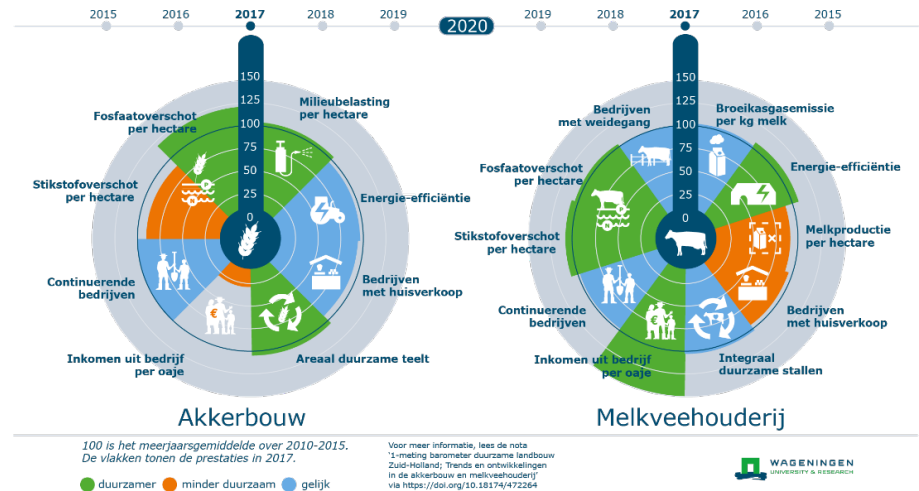 2015 2016 2017 2018 2019 2020 2019 2018 2017 2016 2015
150
125
100
75
50
25
0
Fosfaatoverschot
per hectare
Milieubelasting
per hectare
Stikstofoverschot
per hectare
Energie-efficiëntie
Continuerende
bedrijven
Bedrijven
met huisverkoop
Inkomen uit bedrijf
per oaje
Areaal duurzame teelt
P
N
€
Akkerbouw
150
125
100
75
50
25
0
Bedrijven
met weidegang
Broeikasgasemissie
per kg melk
Fosfaatoverschot
per hectare
Energie-efficiëntie
Stikstofoverschot
per hectare
Melkproductie
per hectare
Continuerende
bedrijven
Bedrijven
met huisverkoop
Inkomen uit bedrijf
per oaje
Integraal
duurzame stallen
P
N
€
Melkveehouderij
100 is het meerjaarsgemiddelde over 2010-2015.
De vlakken tonen de prestaties in 2017.
duurzamer minder duurzaam gelijk
Voor meer informatie, lees de nota
'1-meting barometer duurzame landbouw
Zuid-Holland; Trends en ontwikkelingen
in de akkerbouw en melkveehouderij'
via https://doi.org/10.18174/472264
WAGENINGEN
UNIVERSITY & RESEARCH